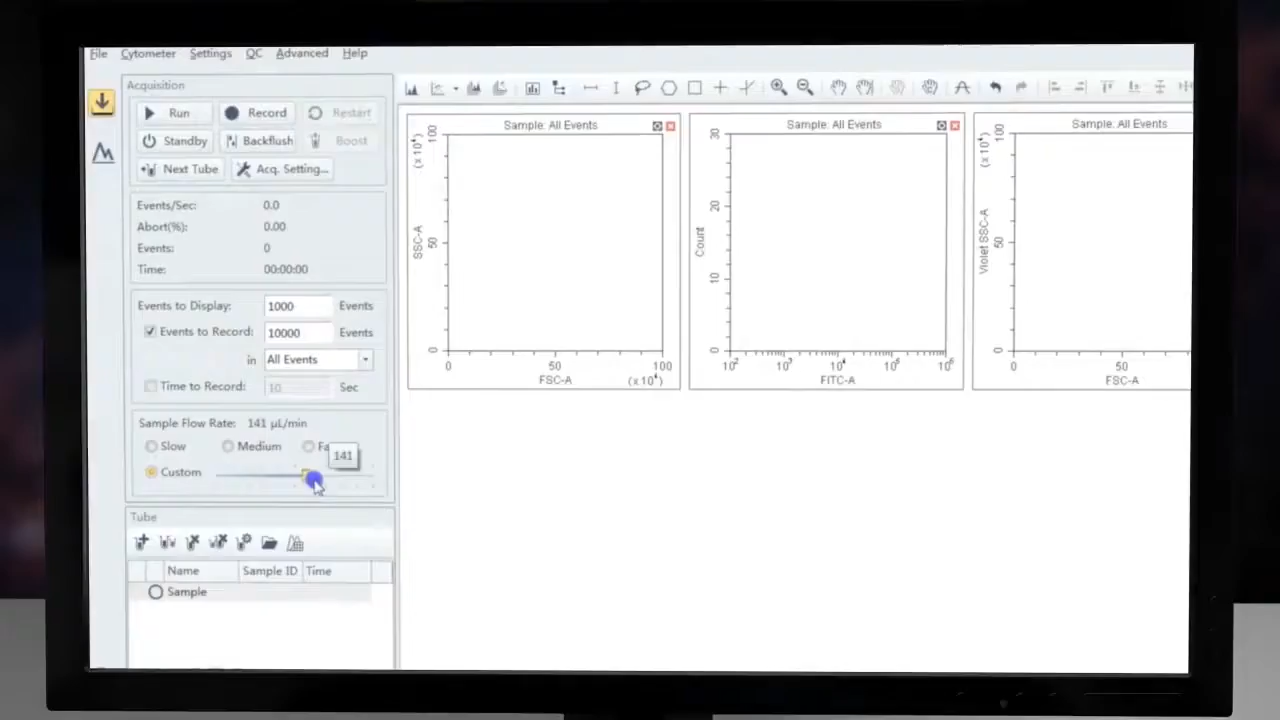 File Cytometer Settings QC Advanced Help
Acquisition
Run Record Restart
Standby Backflush Boost
Next Tube Acq. Setting...
Events/Sec: 0.0
Abort(%): 0.00
Events: 0
Time: 00:00:00
Events to Display: 1000 Events
Events to Record: 10000 Events
in All Events
Time to Record: 10 Sec
Sample Flow Rate: 141 µL/min
Slow Medium Fa
141
Custom
Tube
Name Sample ID Time
Sample
Sample: All Events
(x 10⁴)
SSC-A
100
50
0
0 50 100
FSC-A (x 10⁴)
Sample: All Events
Count
30
20
10
0
10² 10³ 10⁴ 10⁵ 10⁶
FITC-A
Sample: All Events
(x 10⁴)
Violet SSC-A
100
50
0
0 50
FSC-A